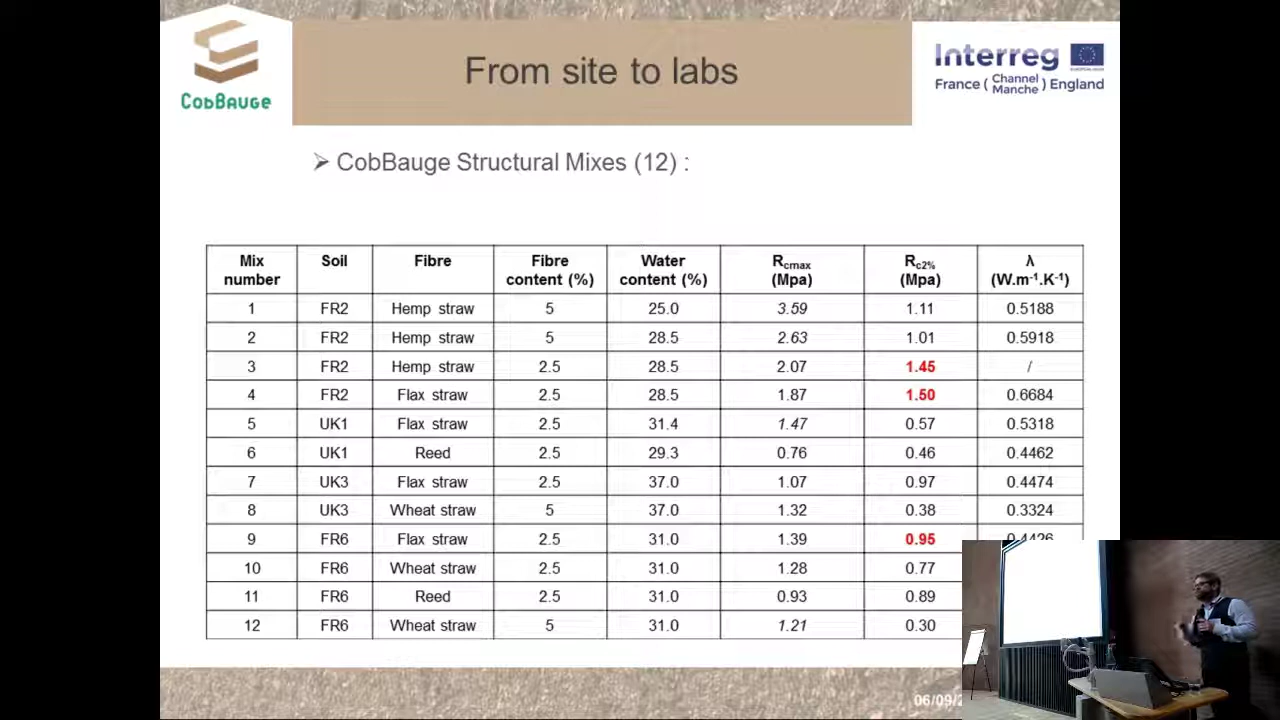 COBBAUGE
From site to labs
Interreg
France ( Channel Manche ) England
➢ CobBauge Structural Mixes (12) :
Mix number Soil Fibre Fibre content (%) Water content (%) Rcmax (Mpa) Rc2% (Mpa) λ (W.m-1.K-1)
1 FR2 Hemp straw 5 25.0 3.59 1.11 0.5188
2 FR2 Hemp straw 5 28.5 2.63 1.01 0.5918
3 FR2 Hemp straw 2.5 28.5 2.07 1.45 /
4 FR2 Flax straw 2.5 28.5 1.87 1.50 0.6684
5 UK1 Flax straw 2.5 31.4 1.47 0.57 0.5318
6 UK1 Reed 2.5 29.3 0.76 0.46 0.4462
7 UK3 Flax straw 2.5 37.0 1.07 0.97 0.4474
8 UK3 Wheat straw 5 37.0 1.32 0.38 0.3324
9 FR6 Flax straw 2.5 31.0 1.39 0.95 0.4426
10 FR6 Wheat straw 2.5 31.0 1.28 0.77
11 FR6 Reed 2.5 31.0 0.93 0.89
12 FR6 Wheat straw 5 31.0 1.21 0.30
06/09/